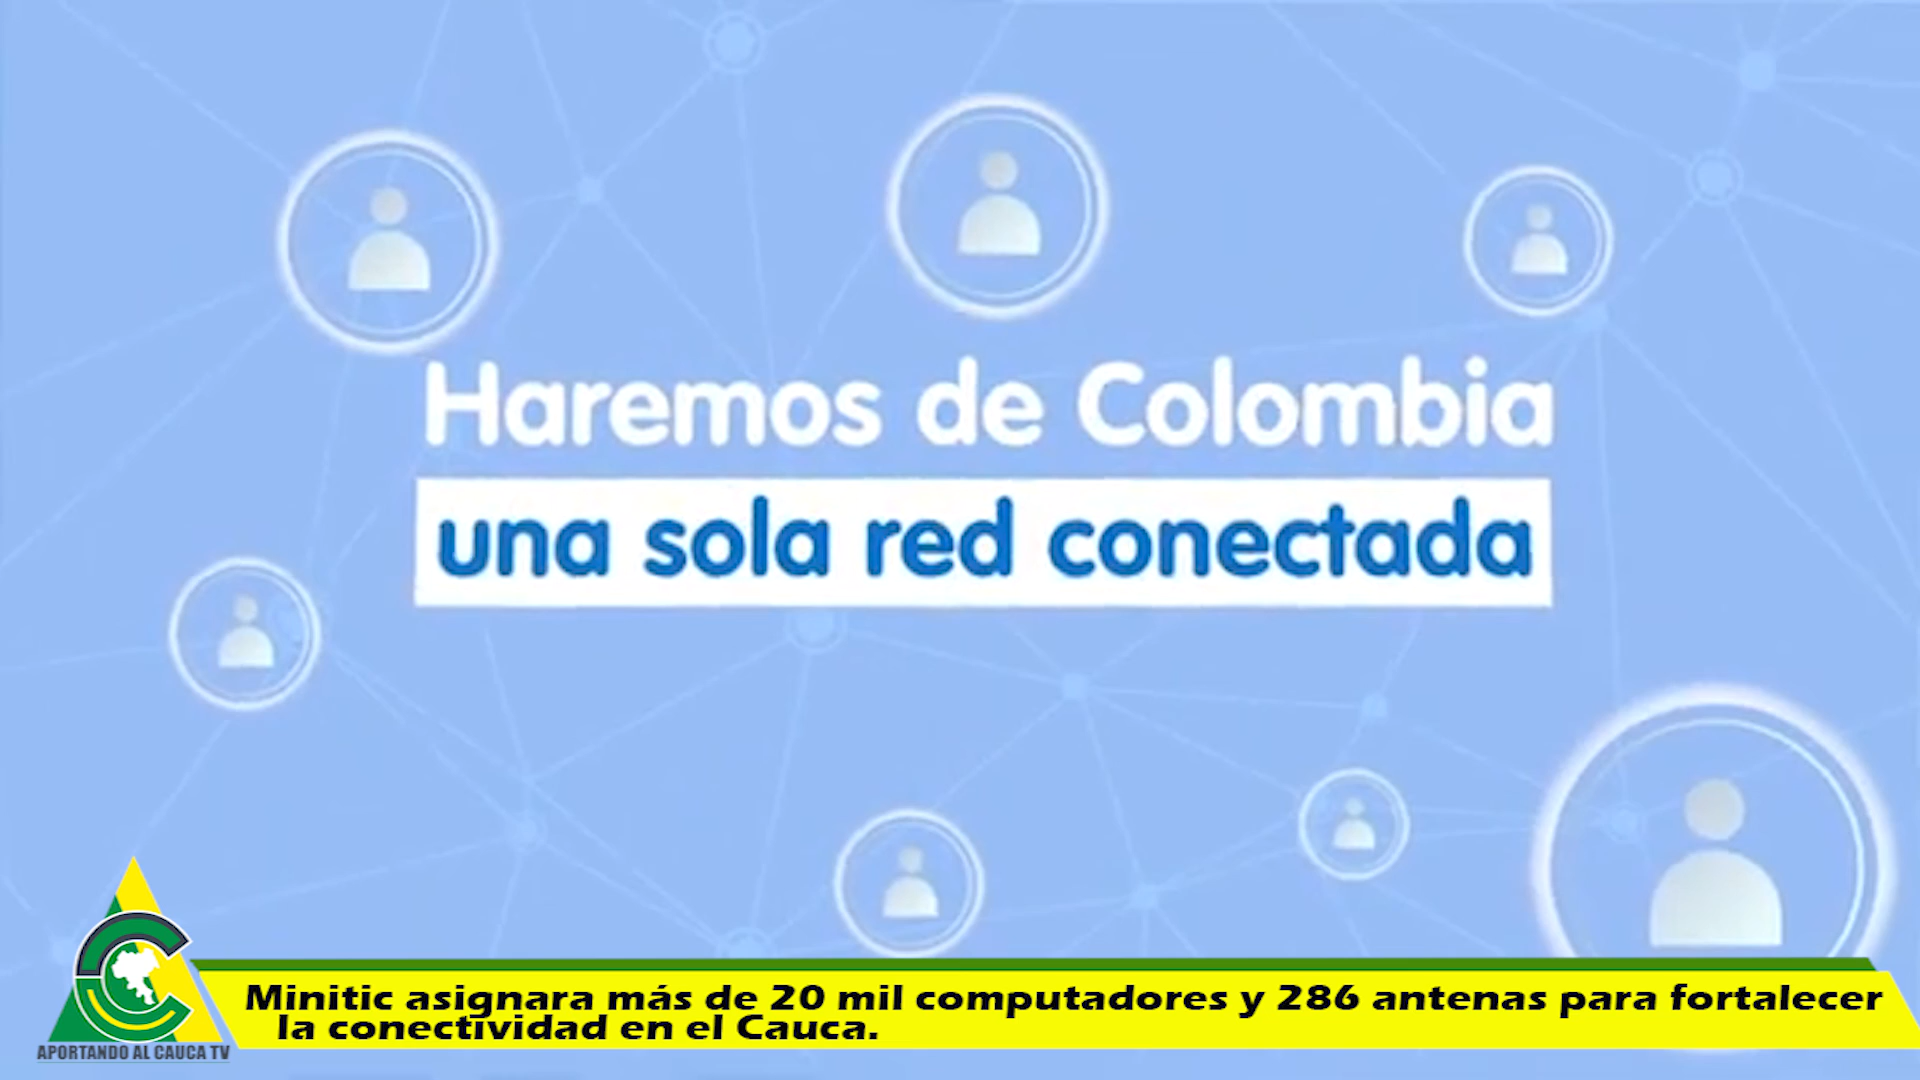 Haremos de Colombia
una sola red conectada
Minitic asignara más de 20 mil computadores y 286 antenas para fortalecer
la conectividad en el Cauca.
APORTANDO AL CAUCA TV